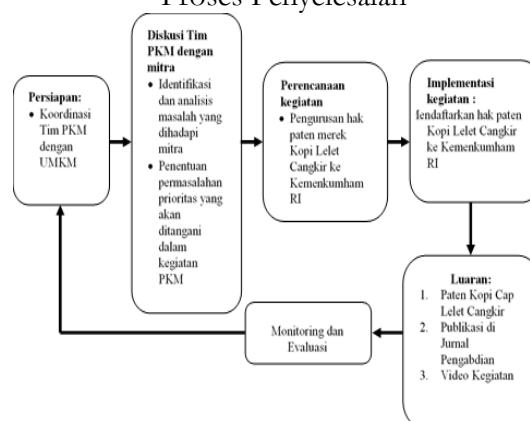 Proses Penyelesaian
Persiapan:
• Koordinasi
Tim PKM
dengan
UMKM
Diskusi Tim
PKM dengan
mitra
• Identifikasi
dan analisis
masalah yang
dihadapi
mitra
• Penentuan
permasalahan
prioritas yang
akan
ditangani
dalam
kegiatan
PKM
Perencanaan
kegiatan
• Pengurusan hak
paten merek
Kopi Lelet
Cangkir ke
Kemenkumham
RI
Implementasi
kegiatan :
lendaftarkan hak paten
Kopi Lelet Cangkir
ke Kemenkumham
RI
Luaran:
1. Paten Kopi Cap
Lelet Cangkir
2. Publikasi di
Jurnal
Pengabdian
3. Video Kegiatan
Monitoring dan
Evaluasi